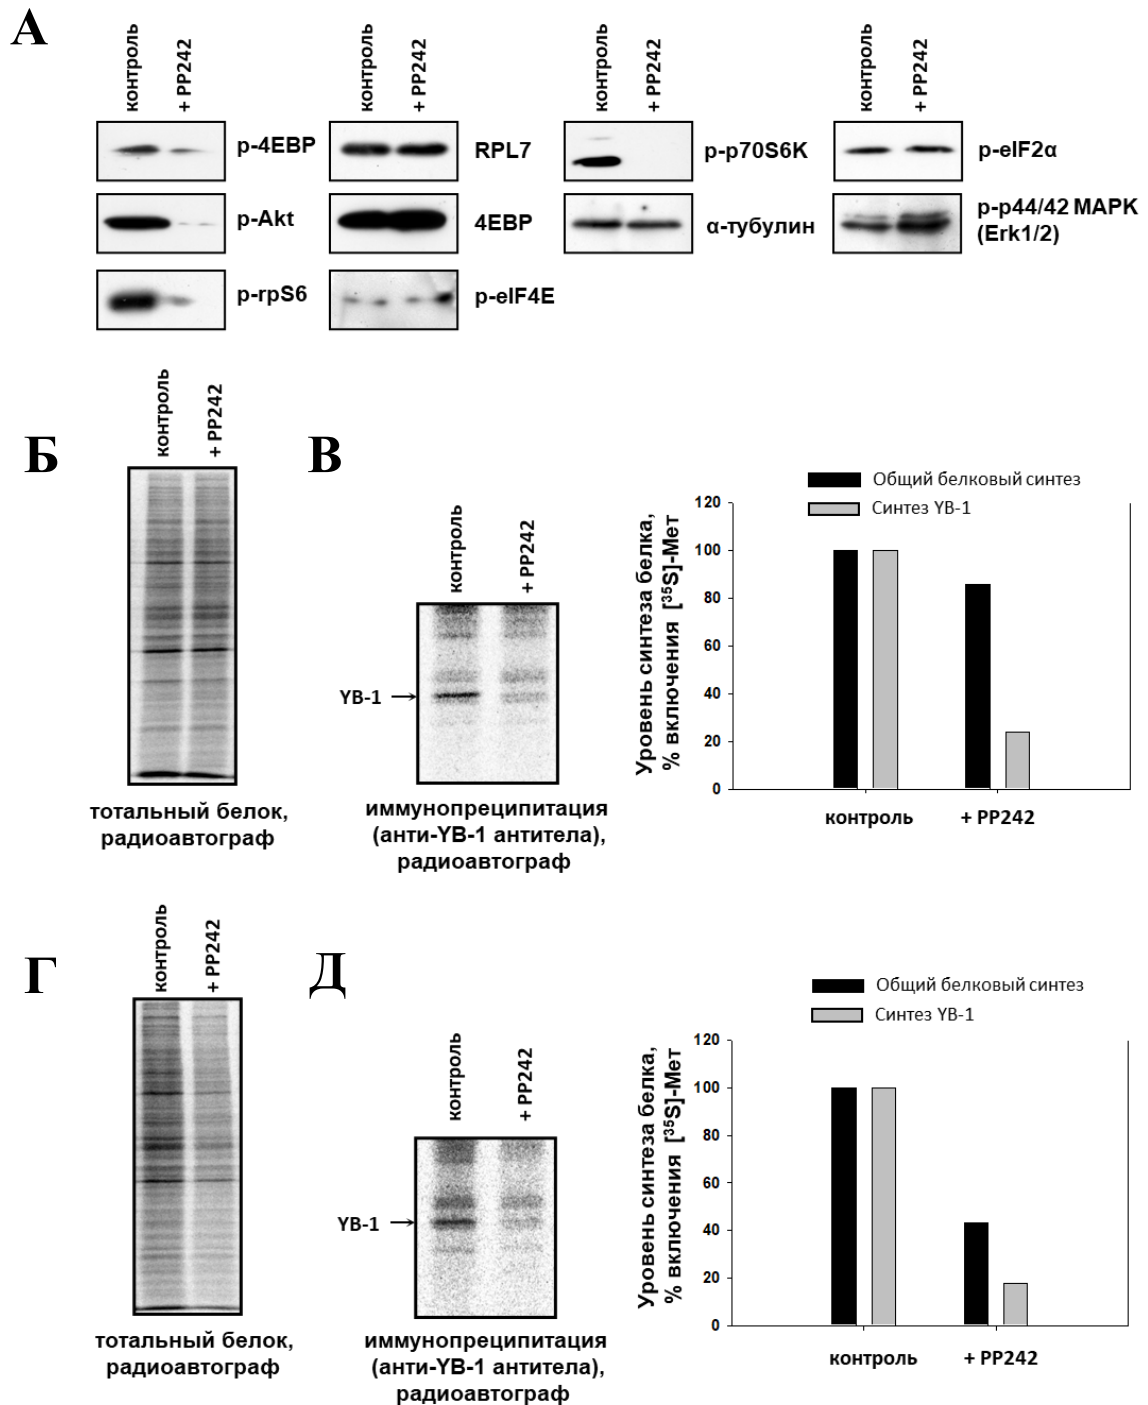 А
контроль
+ PP242
контроль
+ PP242
контроль
+ PP242
контроль
+ PP242
p-4EBP
RPL7
p-p70S6K
p-eIF2α
p-Akt
4EBP
α-тубулин
p-p44/42 MAPK
(Erk1/2)
p-rpS6
p-eIF4E
Б
контроль
+ PP242
тотальный белок,
радиоавтограф
В
контроль
+ PP242
YB-1
иммунопреципитация
(анти-YB-1 антитела),
радиоавтограф
Общий белковый синтез
Синтез YB-1
Уровень синтеза белка,
% включения [³⁵S]-Мет
120
100
80
60
40
20
0
контроль
+ PP242
Г
контроль
+ PP242
тотальный белок,
радиоавтограф
Д
контроль
+ PP242
YB-1
иммунопреципитация
(анти-YB-1 антитела),
радиоавтограф
Общий белковый синтез
Синтез YB-1
Уровень синтеза белка,
% включения [³⁵S]-Мет
120
100
80
60
40
20
0
контроль
+ PP242